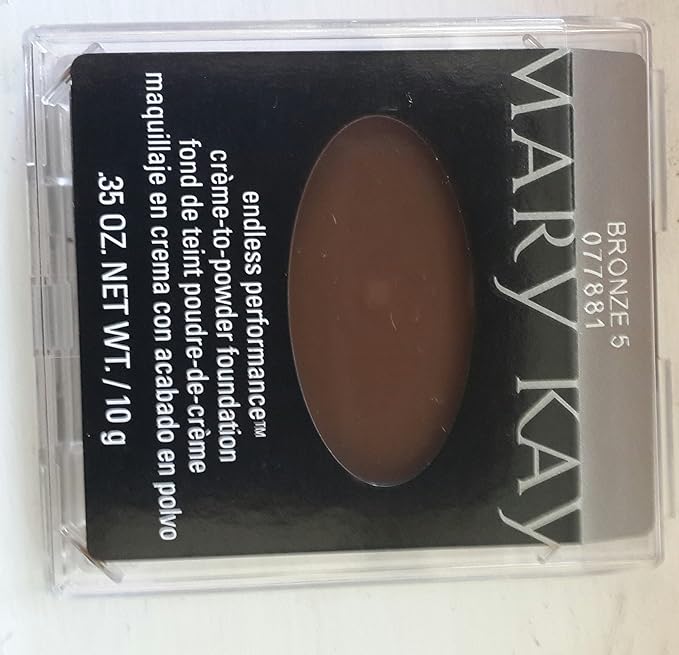 BRONZE 5
077881
MARY KAY
endless performance™
crème-to-powder foundation
fond de teint poudre-de-crème
maquillaje en crema con acabado en polvo
.35 OZ. NET WT. / 10 g